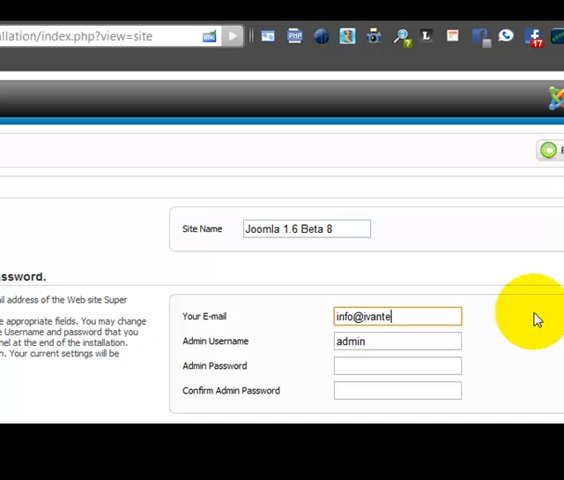 allation/index.php?view=site
PHP
L
17
Site Name
Joomla 1.6 Beta 8
assword.
ail address of the Web site Super
Your E-mail
info@ivante
e appropriate fields. You may change
e Username and password that you
Admin Username
admin
nel at the end of the installation.
n. Your current settings will be
Admin Password
Confirm Admin Password